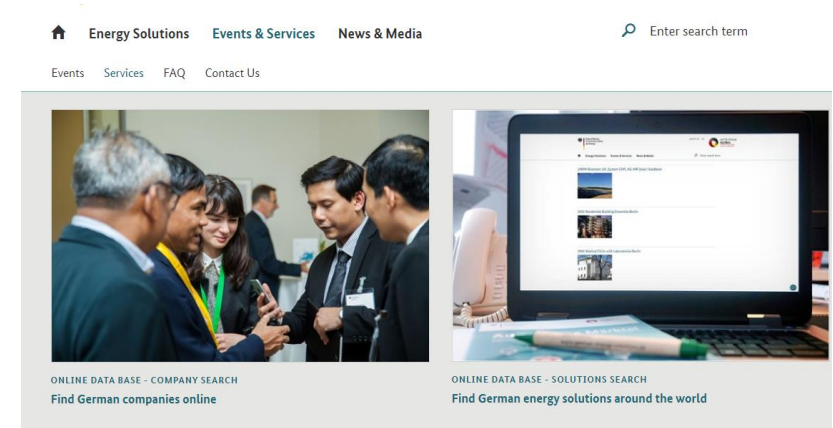 Energy Solutions Events & Services News & Media Enter search term
Events Services FAQ Contact Us
ONLINE DATA BASE - COMPANY SEARCH
Find German companies online
ONLINE DATA BASE - SOLUTIONS SEARCH
Find German energy solutions around the world